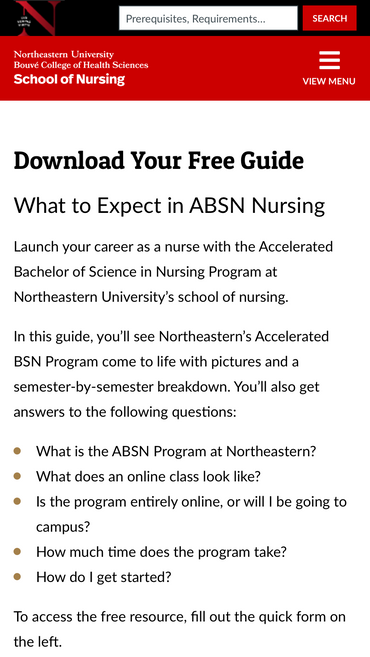 Prerequisites, Requirements...
SEARCH
Northeastern University
Bouvé College of Health Sciences
School of Nursing
VIEW MENU
Download Your Free Guide
What to Expect in ABSN Nursing
Launch your career as a nurse with the Accelerated
Bachelor of Science in Nursing Program at
Northeastern University’s school of nursing.
In this guide, you’ll see Northeastern’s Accelerated
BSN Program come to life with pictures and a
semester-by-semester breakdown. You’ll also get
answers to the following questions:
What is the ABSN Program at Northeastern?
What does an online class look like?
Is the program entirely online, or will I be going to
campus?
How much time does the program take?
How do I get started?
To access the free resource, fill out the quick form on
the left.